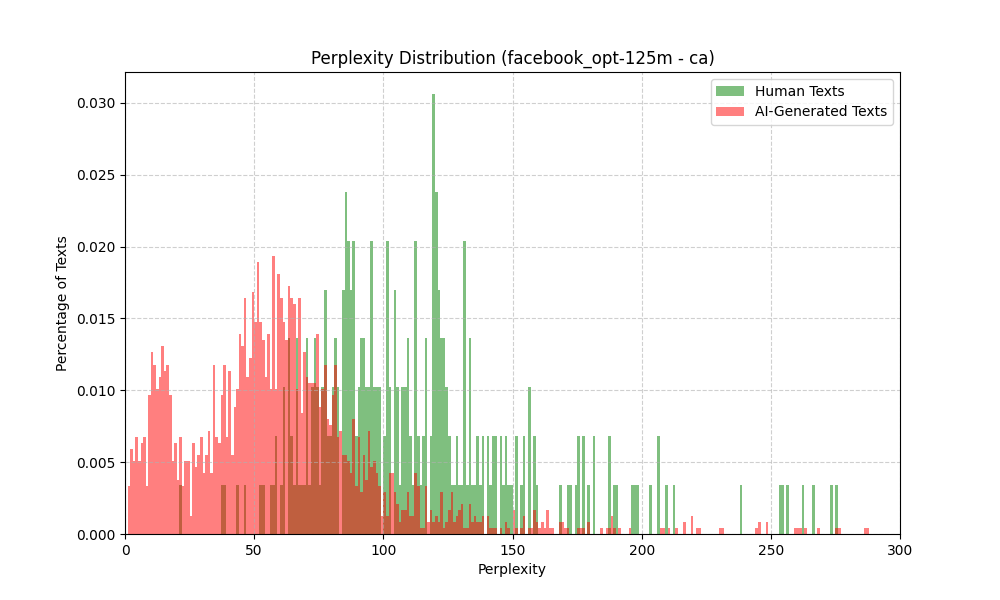 Perplexity Distribution (facebook_opt-125m - ca)
Human Texts
AI-Generated Texts
Percentage of Texts
0.030
0.025
0.020
0.015
0.010
0.005
0.000
0 50 100 150 200 250 300
Perplexity